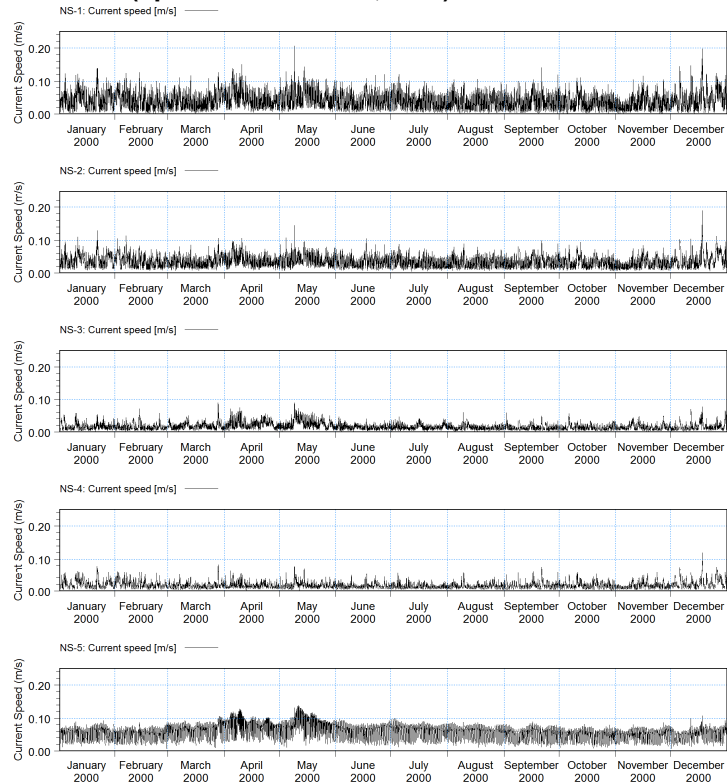 NS-1: Current speed [m/s]
Current Speed (m/s)
0.20
0.10
0.00
January February March April May June July August September October November December
2000 2000 2000 2000 2000 2000 2000 2000 2000 2000 2000 2000
NS-2: Current speed [m/s]
Current Speed (m/s)
0.20
0.10
0.00
January February March April May June July August September October November December
2000 2000 2000 2000 2000 2000 2000 2000 2000 2000 2000 2000
NS-3: Current speed [m/s]
Current Speed (m/s)
0.20
0.10
0.00
January February March April May June July August September October November December
2000 2000 2000 2000 2000 2000 2000 2000 2000 2000 2000 2000
NS-4: Current speed [m/s]
Current Speed (m/s)
0.20
0.10
0.00
January February March April May June July August September October November December
2000 2000 2000 2000 2000 2000 2000 2000 2000 2000 2000 2000
NS-5: Current speed [m/s]
Current Speed (m/s)
0.20
0.10
0.00
January February March April May June July August September October November December
2000 2000 2000 2000 2000 2000 2000 2000 2000 2000 2000 2000